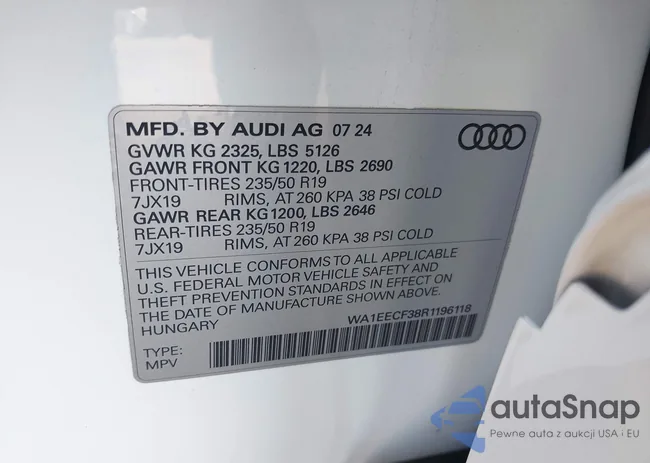 MFD. BY AUDI AG 07 24
GVWR KG 2325, LBS 5126
GAWR FRONT KG 1220, LBS 2690
FRONT-TIRES 235/50 R19
7JX19 RIMS, AT 260 KPA 38 PSI COLD
GAWR REAR KG1200, LBS 2646
REAR-TIRES 235/50 R19
7JX19 RIMS, AT 260 KPA 38 PSI COLD
THIS VEHICLE CONFORMS TO ALL APPLICABLE
U.S. FEDERAL MOTOR VEHICLE SAFETY AND
THEFT PREVENTION STANDARDS IN EFFECT ON
THE DATE OF MANUFACTURE SHOWN ABOVE.
HUNGARY WA1EECF38R1196118
TYPE:
MPV
autaSnap
Pewne auta z aukcji USA i EU